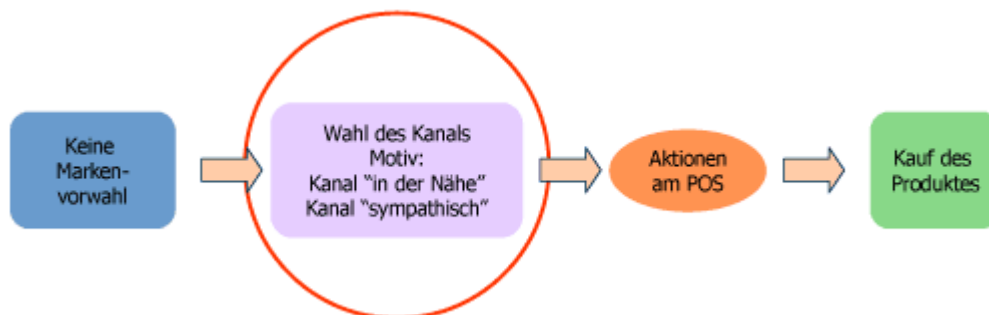 Keine
Marken-
vorwahl
Wahl des Kanals
Motiv:
Kanal “in der Nähe”
Kanal “sympathisch”
Aktionen
am POS
Kauf des
Produktes